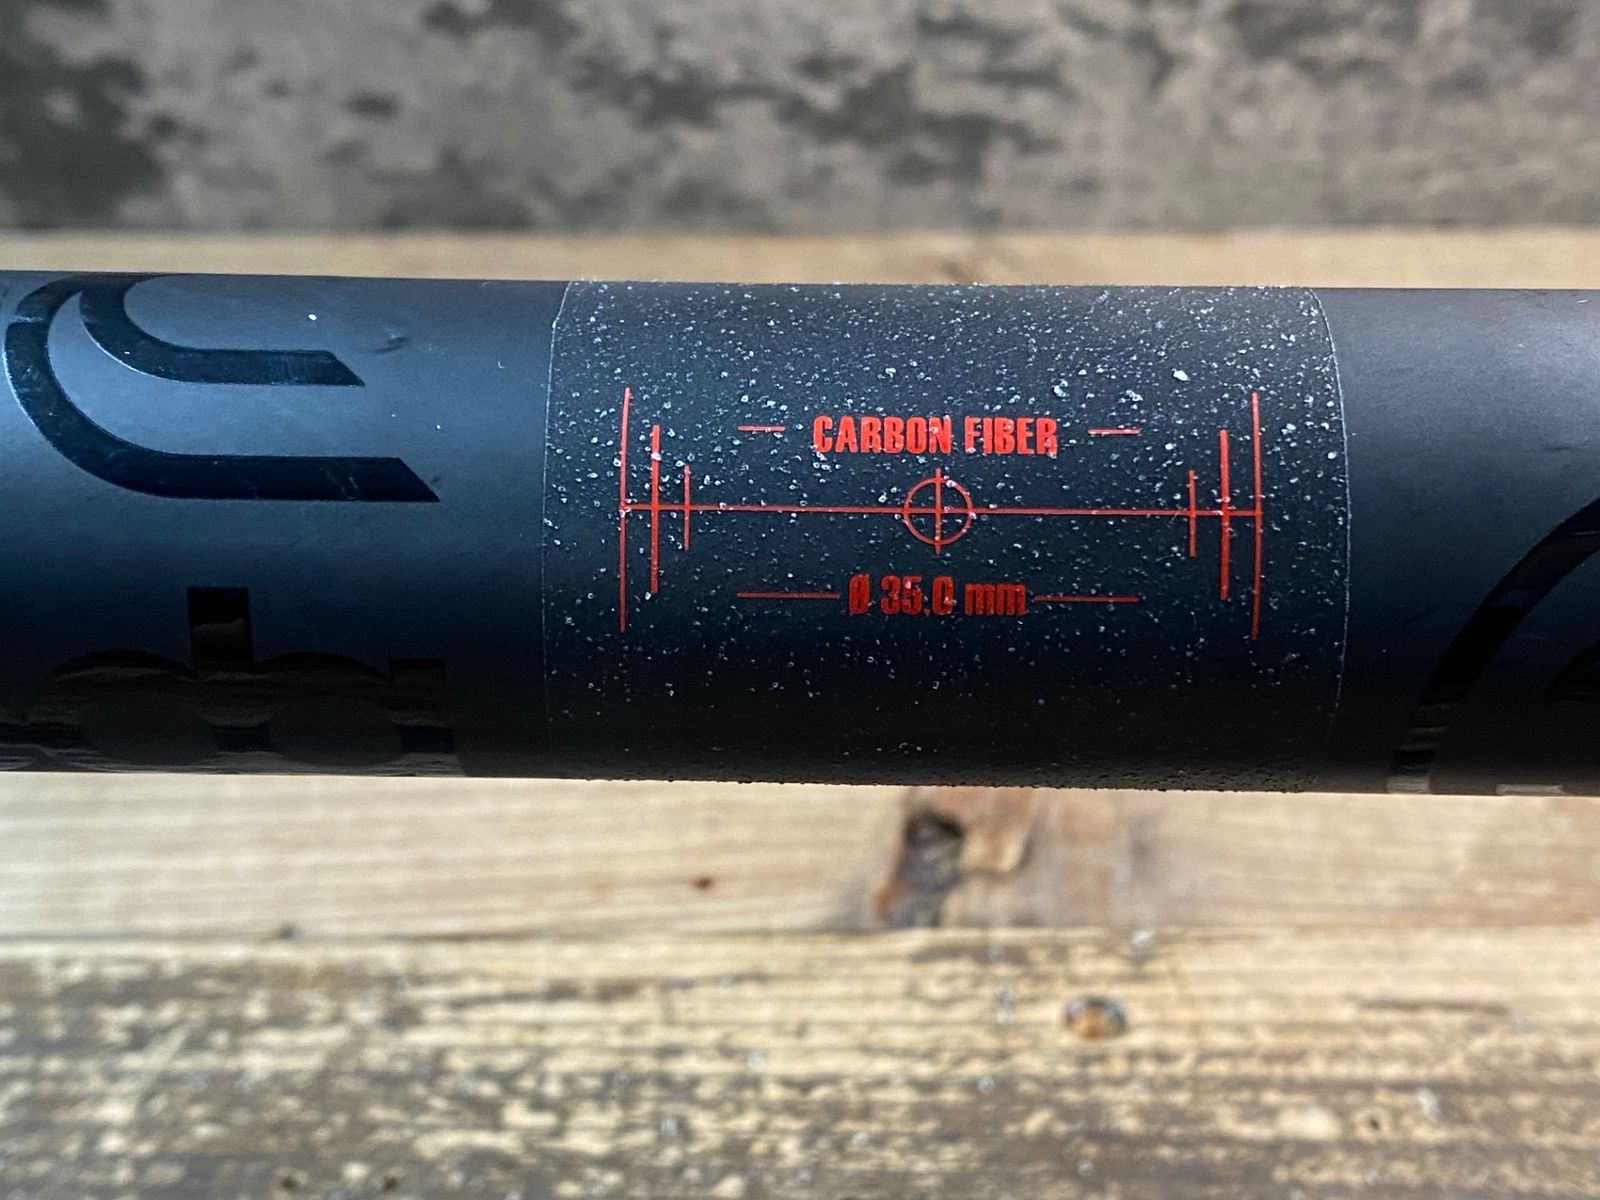 CARBON FIBER
Ø 35,0 mm